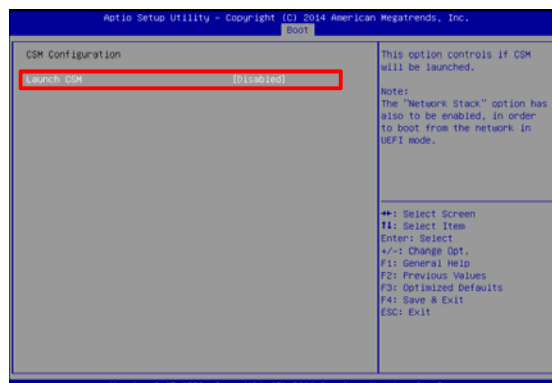 Aptio Setup Utility - Copyright (C) 2014 American Megatrends, Inc.
Boot
CSM Configuration
Launch CSM [Disabled]
This option controls if CSM
will be launched.
Note:
The "Network Stack" option has
also to be enabled, in order
to boot from the network in
UEFI mode.
: Select Screen
↑↓: Select Item
Enter: Select
+/-: Change Opt.
F1: General Help
F2: Previous Values
F3: Optimized Defaults
F4: Save & Exit
ESC: Exit